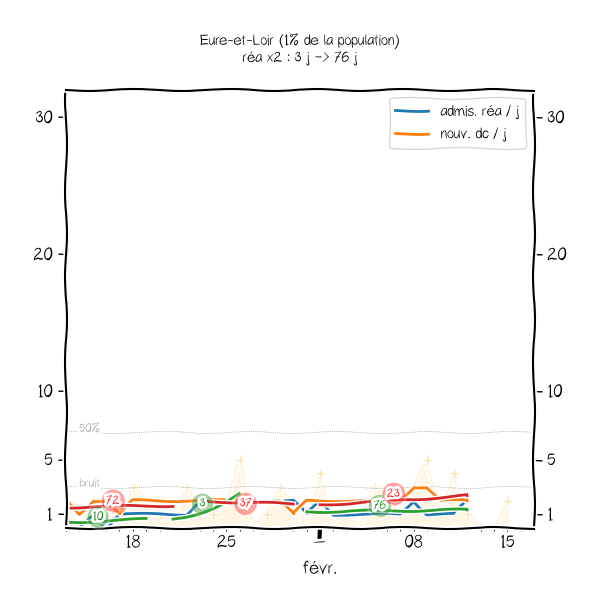 Eure-et-Loir (1% de la population)
réa x2 : 3 j -> 76 j
admis. réa / j
nouv. dc / j
30 30
20 20
10 10
50%
5 5
bruit
1 1
72 10 3 37 23 76
18 25 1 08 15
févr.